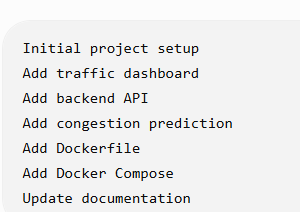 Initial project setup
Add traffic dashboard
Add backend API
Add congestion prediction
Add Dockerfile
Add Docker Compose
Update documentation